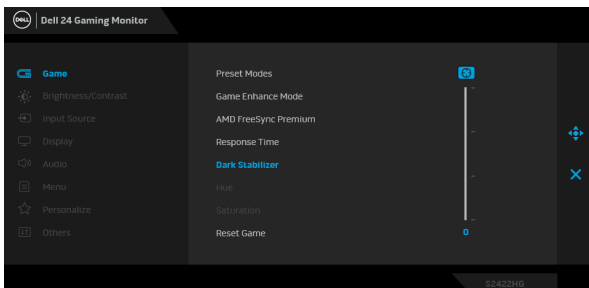 DELL
Dell 24 Gaming Monitor
Game
Brightness/Contrast
Input Source
Display
Audio
Menu
Personalize
Others
Preset Modes
Game Enhance Mode
AMD FreeSync Premium
Response Time
Dark Stabilizer
Hue
Saturation
Reset Game
0
S2422HG